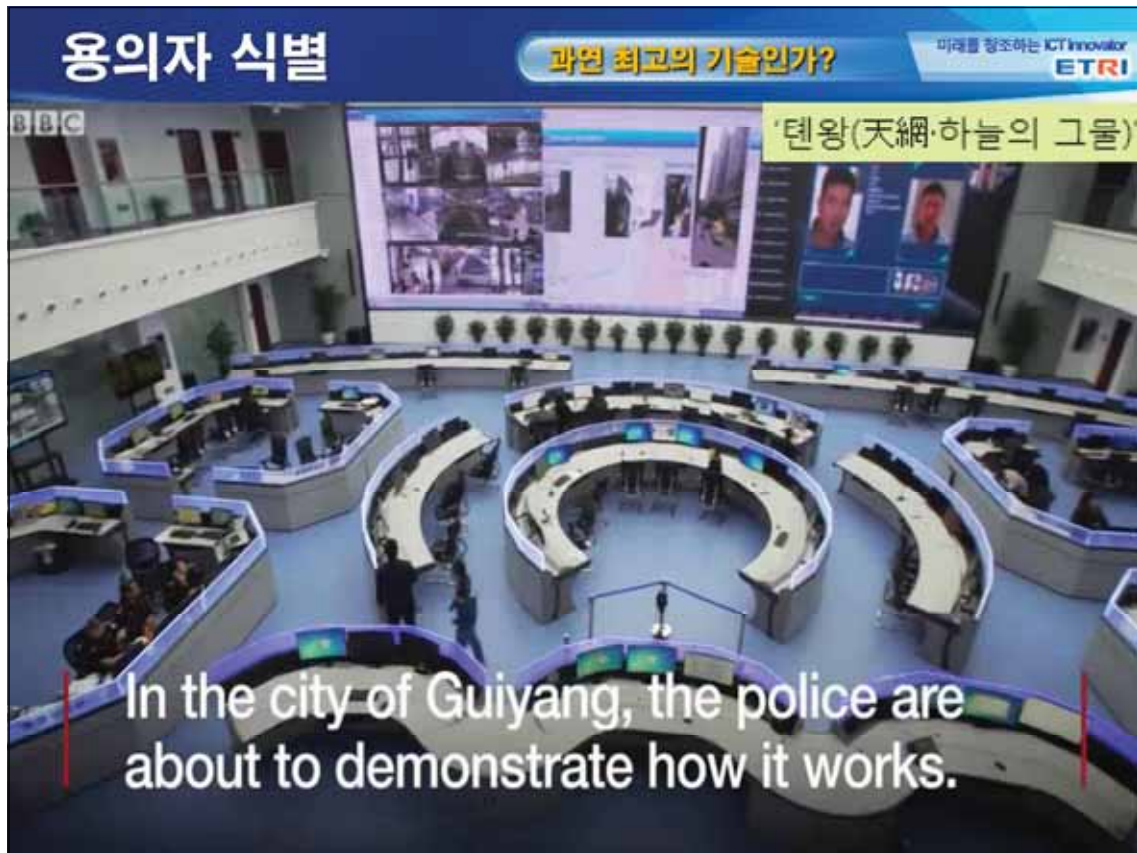 용의자 식별
과연 최고의 기술인가?
미래를 창조하는 ICT Innovator
ETRI
BBC
‘톈왕(天網·하늘의 그물)’
In the city of Guiyang, the police are
about to demonstrate how it works.